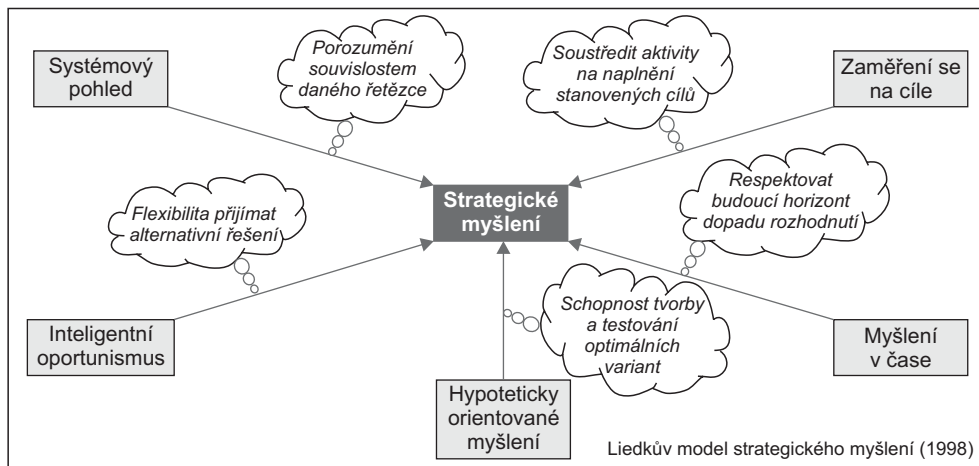 Systémový
pohled
Porozumění
souvislostem
daného řetězce
Soustředit aktivity
na naplnění
stanovených cílů
Zaměření se
na cíle
Flexibilita přijímat
alternativní řešení
Strategické
myšlení
Respektovat
budoucí horizont
dopadu rozhodnutí
Inteligentní
oportunismus
Schopnost tvorby
a testování
optimálních
variant
Myšlení
v čase
Hypoteticky
orientované
myšlení
Liedkův model strategického myšlení (1998)